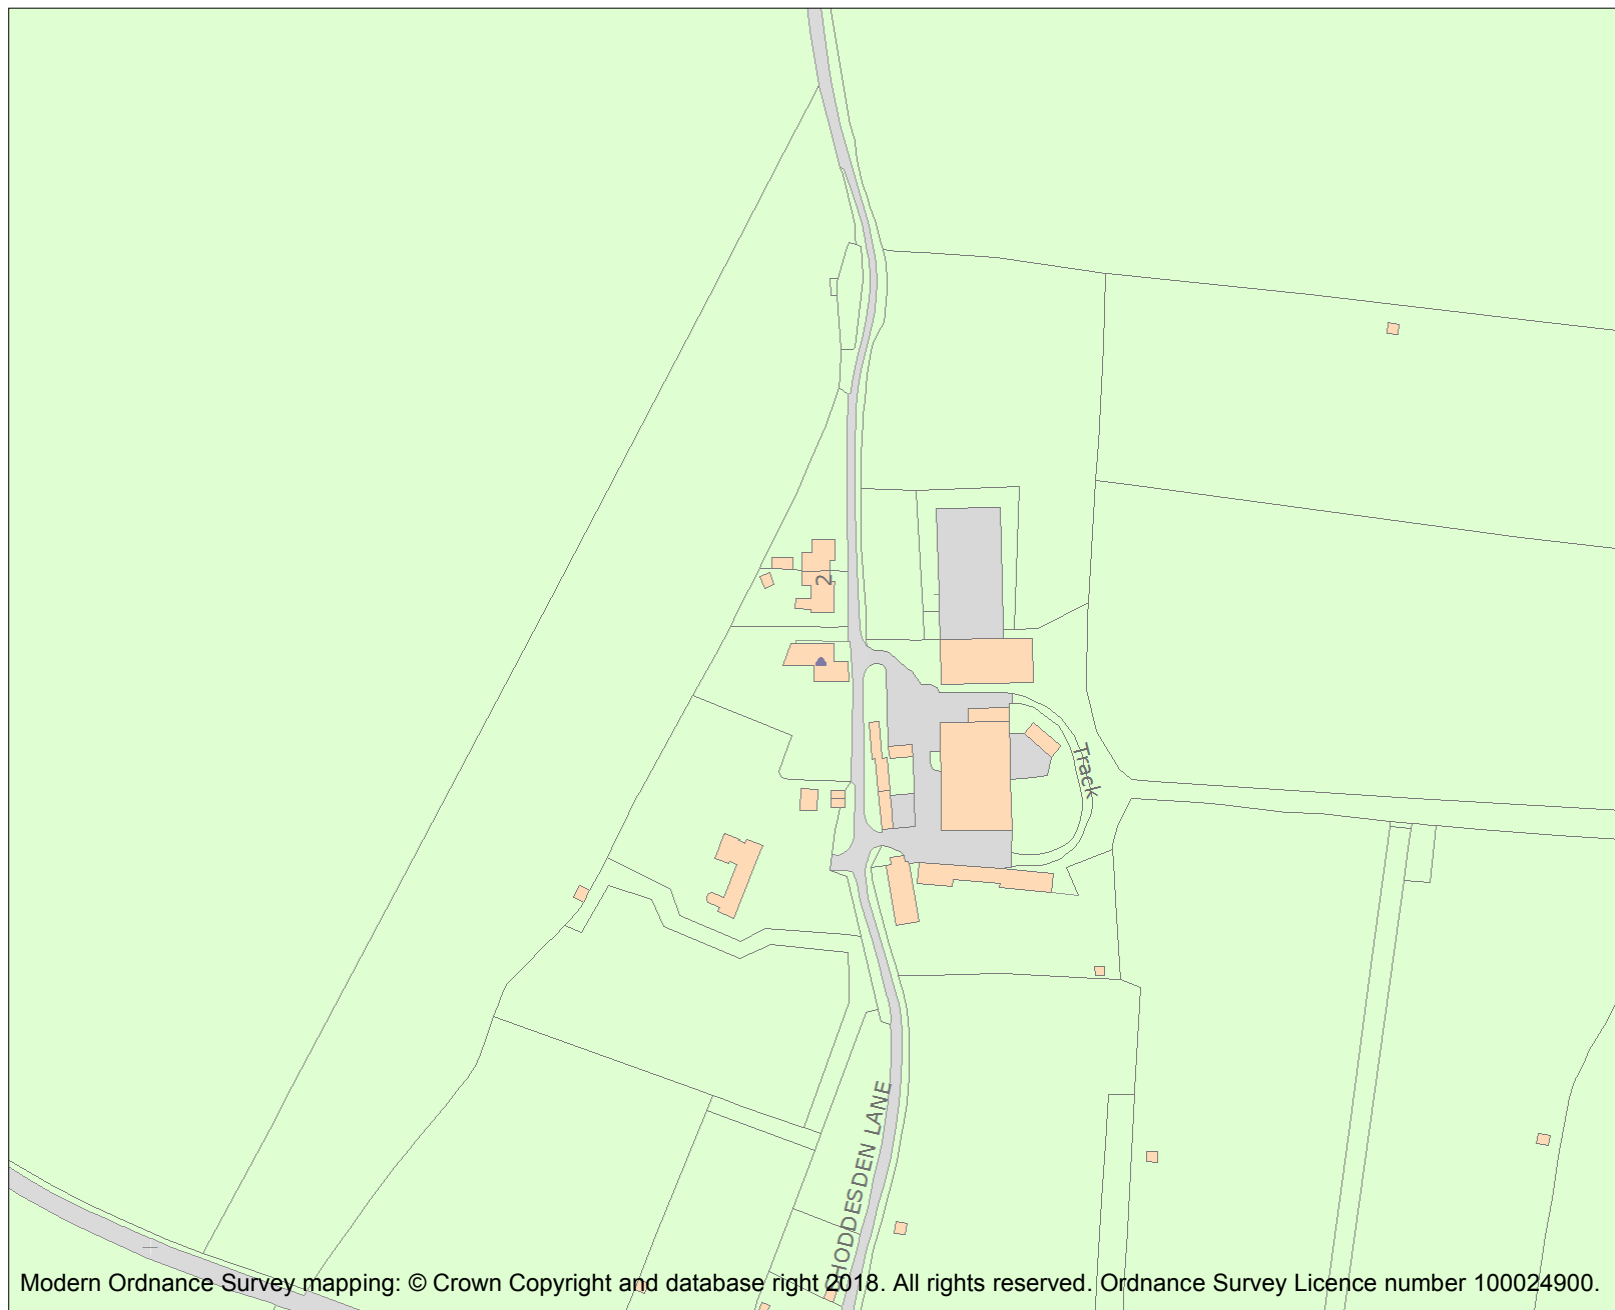 2
Track
HODDESDEN LANE
Modern Ordnance Survey mapping: © Crown Copyright and database right 2018. All rights reserved. Ordnance Survey Licence number 100024900.